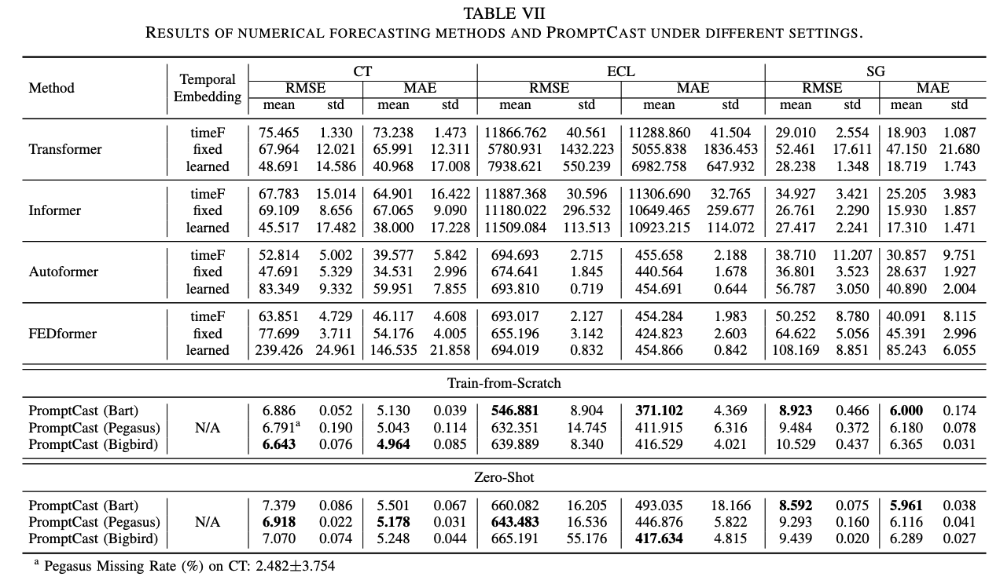 TABLE VII
RESULTS OF NUMERICAL FORECASTING METHODS AND PROMPTCAST UNDER DIFFERENT SETTINGS.
Method Temporal Embedding CT ECL SG
RMSE MAE RMSE MAE RMSE MAE
mean std mean std mean std mean std mean std mean std
Transformer
timeF 75.465 1.330 73.238 1.473 11866.762 40.561 11288.860 41.504 29.010 2.554 18.903 1.087
fixed 67.964 12.021 65.991 12.311 5780.931 1432.223 5055.838 1836.453 52.461 17.611 47.150 21.680
learned 48.691 14.586 40.968 17.008 7938.621 550.239 6982.758 647.932 28.238 1.348 18.719 1.743
Informer
timeF 67.783 15.014 64.901 16.422 11887.368 30.596 11306.690 32.765 34.927 3.421 25.205 3.983
fixed 69.109 8.656 67.065 9.090 11180.022 296.532 10649.465 259.677 26.761 2.290 15.930 1.857
learned 45.517 17.482 38.000 17.228 11509.084 113.513 10923.215 114.072 27.417 2.241 17.310 1.471
Autoformer
timeF 52.814 5.002 39.577 5.842 694.693 2.715 455.658 2.188 38.710 11.207 30.857 9.751
fixed 47.691 5.329 34.531 2.996 674.641 1.845 440.564 1.678 36.801 3.523 28.637 1.927
learned 83.349 9.332 59.951 7.855 693.810 0.719 454.691 0.644 56.787 3.050 40.890 2.004
FEDformer
timeF 63.851 4.729 46.117 4.608 693.017 2.127 454.284 1.983 50.252 8.780 40.091 8.115
fixed 77.699 3.711 54.176 4.005 655.196 3.142 424.823 2.603 64.622 5.056 45.391 2.996
learned 239.426 24.961 146.535 21.858 694.019 0.832 454.866 0.842 108.169 8.851 85.243 6.055
Train-from-Scratch
PromptCast (Bart) 6.886 0.052 5.130 0.039 546.881 8.904 371.102 4.369 8.923 0.466 6.000 0.174
PromptCast (Pegasus) N/A 6.791a 0.190 5.043 0.114 632.351 14.745 411.915 6.316 9.484 0.372 6.180 0.078
PromptCast (Bigbird) 6.643 0.076 4.964 0.085 639.889 8.340 416.529 4.021 10.529 0.437 6.365 0.031
Zero-Shot
PromptCast (Bart) 7.379 0.086 5.501 0.067 660.082 16.205 493.035 18.166 8.592 0.075 5.961 0.038
PromptCast (Pegasus) N/A 6.918 0.022 5.178 0.031 643.483 16.536 446.876 5.822 9.293 0.160 6.116 0.041
PromptCast (Bigbird) 7.070 0.074 5.248 0.044 665.191 55.176 417.634 4.815 9.439 0.020 6.289 0.027
a Pegasus Missing Rate (%) on CT: 2.482±3.754